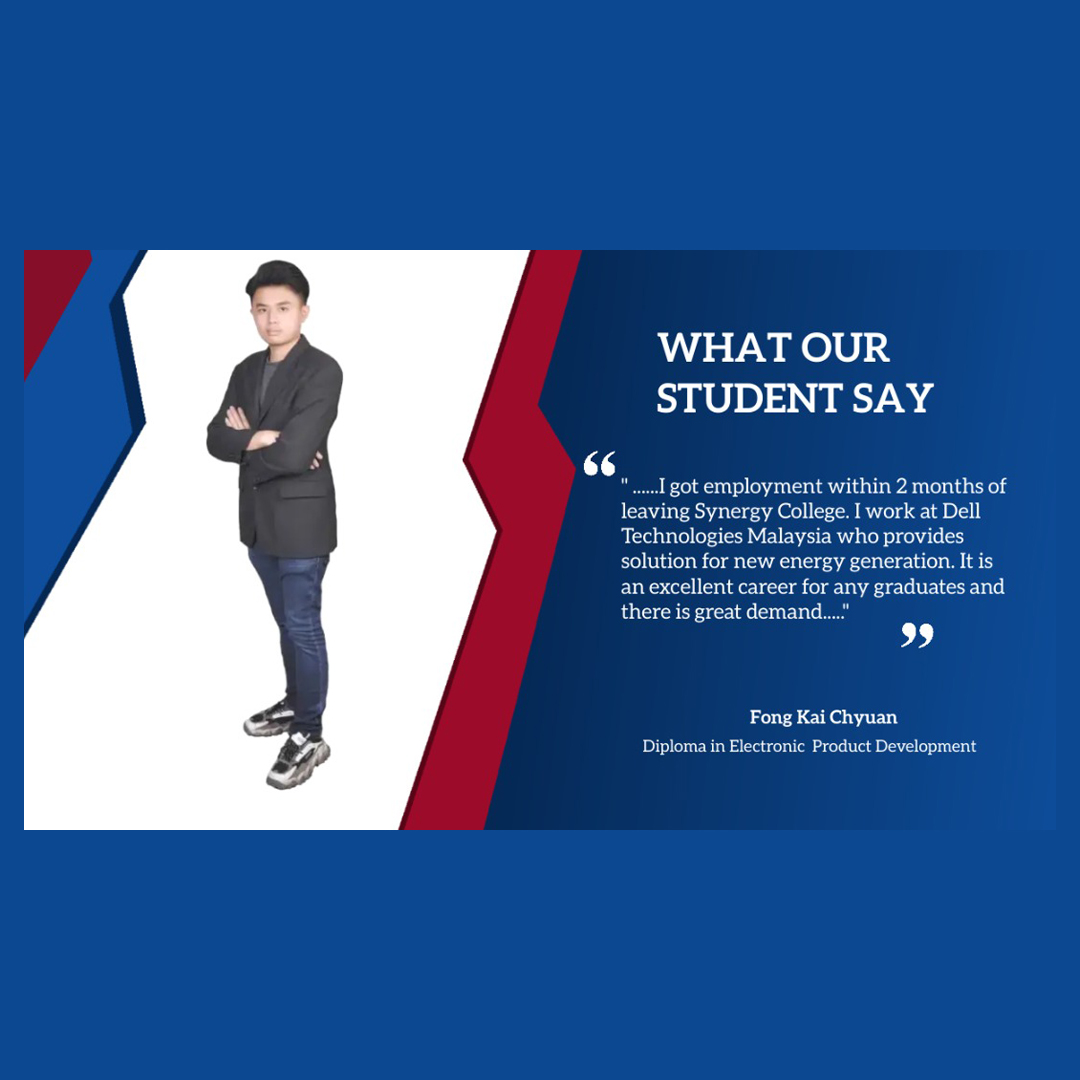 WHAT OUR
STUDENT SAY
“
" ......I got employment within 2 months of
leaving Synergy College. I work at Dell
Technologies Malaysia who provides
solution for new energy generation. It is
an excellent career for any graduates and
there is great demand....."
”
Fong Kai Chyuan
Diploma in Electronic  Product Development